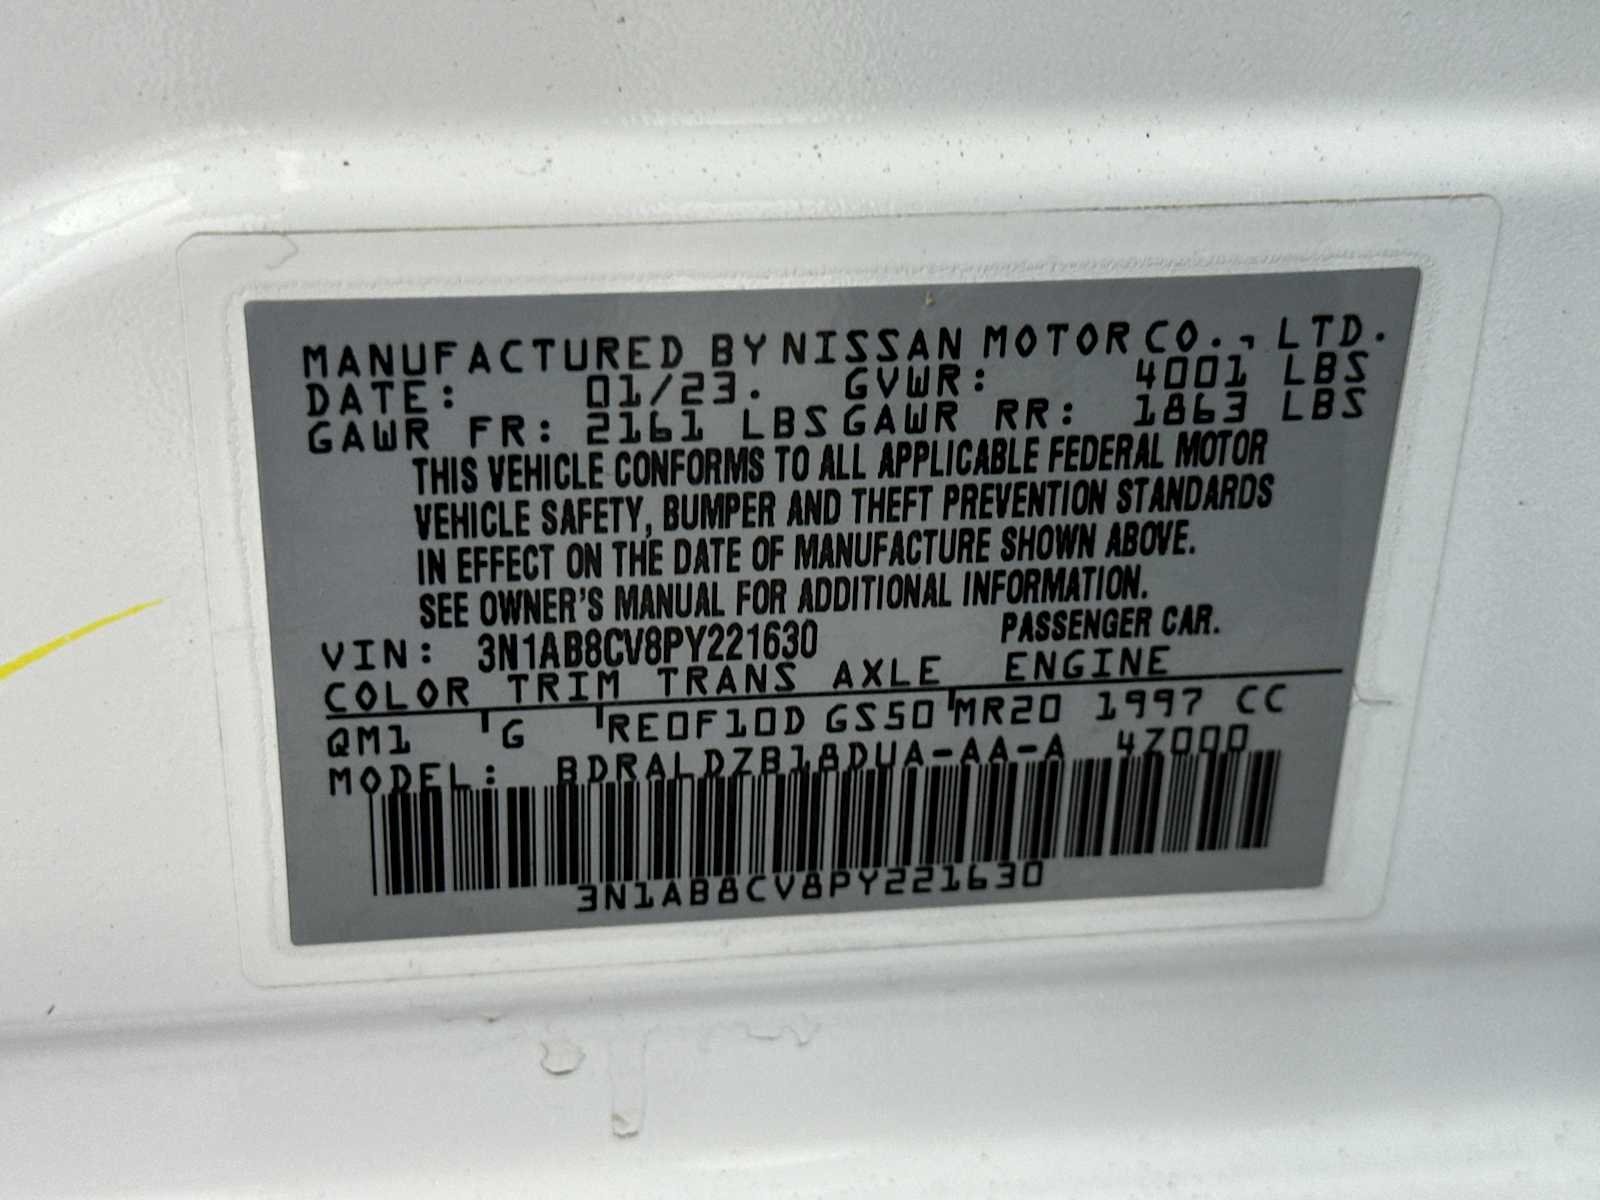 MANUFACTURED BY NISSAN MOTOR CO., LTD.
DATE: 01/23. GVWR: 4001 LBS
GAWR FR: 2161 LBS GAWR RR: 1863 LBS
THIS VEHICLE CONFORMS TO ALL APPLICABLE FEDERAL MOTOR
VEHICLE SAFETY, BUMPER AND THEFT PREVENTION STANDARDS
IN EFFECT ON THE DATE OF MANUFACTURE SHOWN ABOVE.
SEE OWNER'S MANUAL FOR ADDITIONAL INFORMATION.
VIN: 3N1AB8CV8PY221630 PASSENGER CAR.
COLOR TRIM TRANS AXLE ENGINE
QM1 G RE0F10D GS50 MR20 1997 CC
MODEL: BDRALDZB18DUA-AA-A 4Z000
3N1AB8CV8PY221630